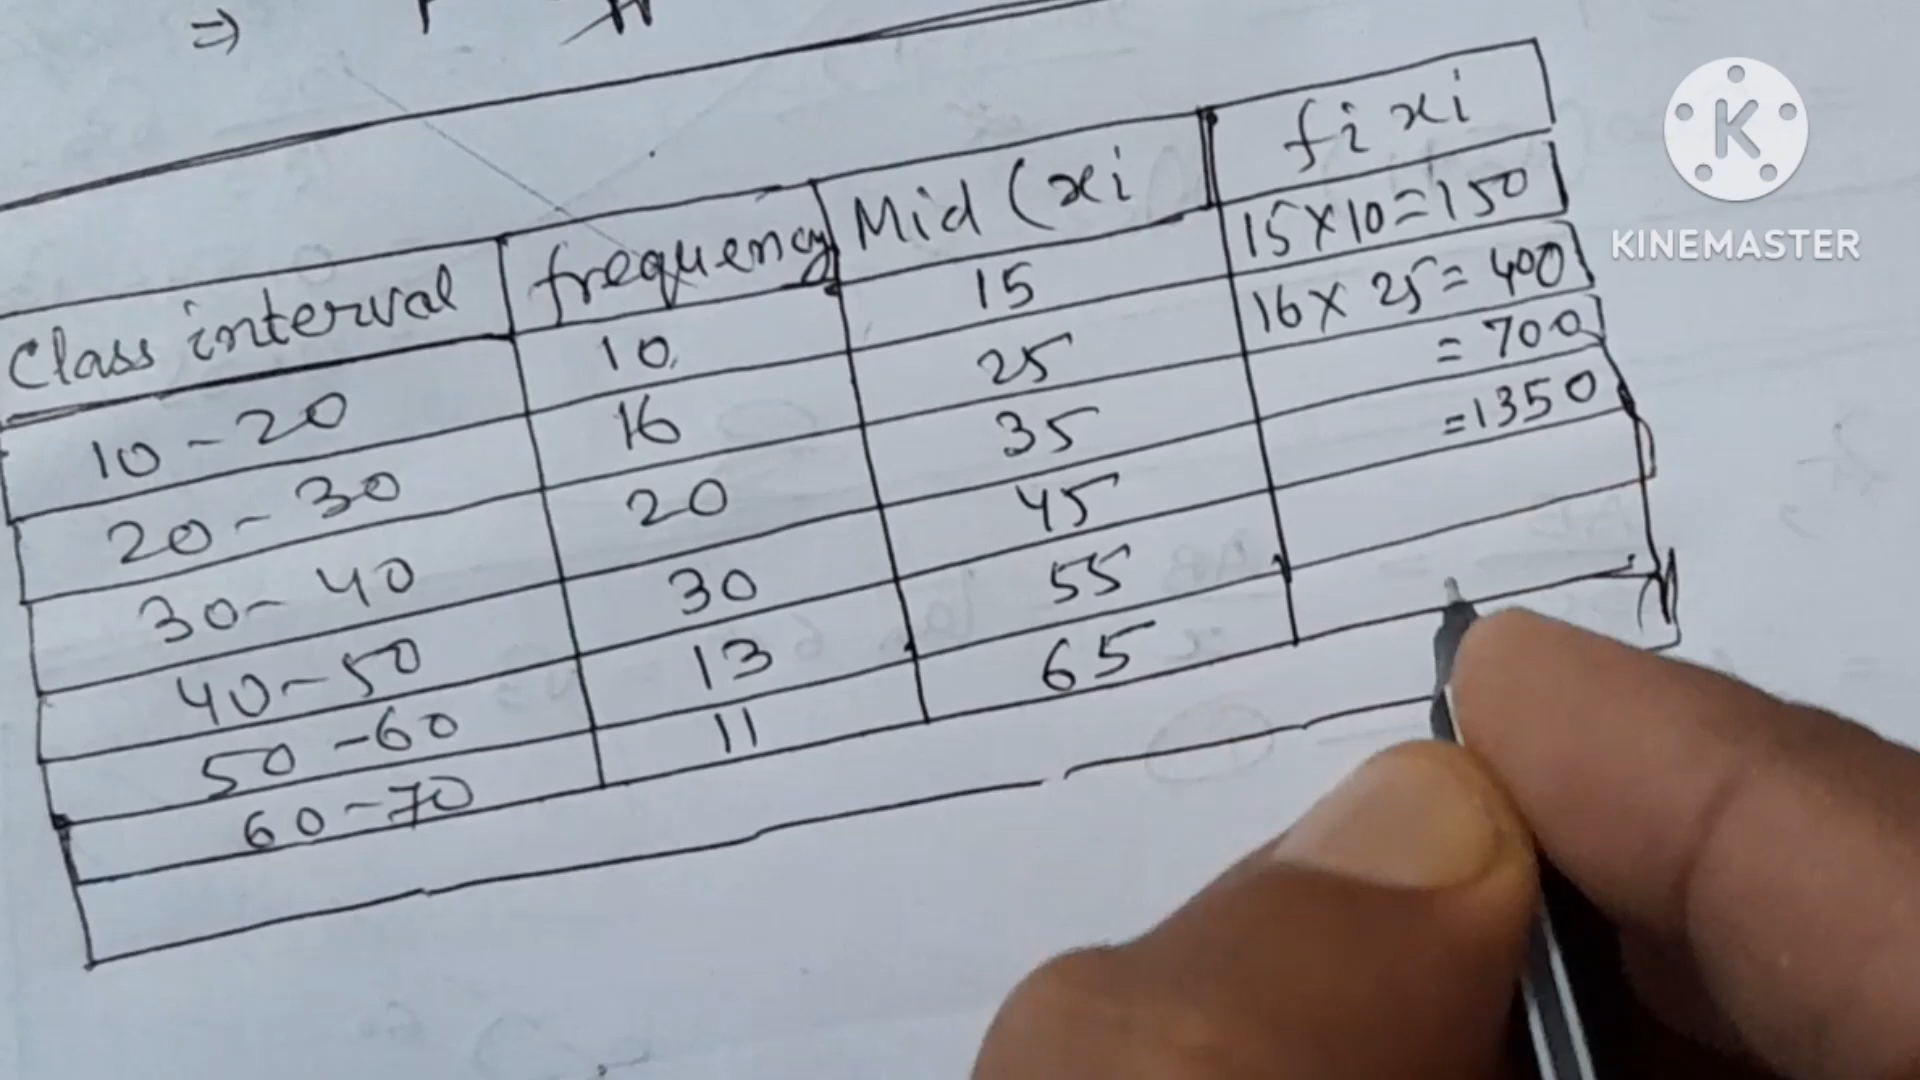 ⇒
Class interval frequency Mid (xi fi xi
10-20 10 15 15×10=150
20-30 16 25 16×25=400
30-40 20 35 =700
40-50 30 45 =1350
50-60 13 55
60-70 11 65
K
KINEMASTER